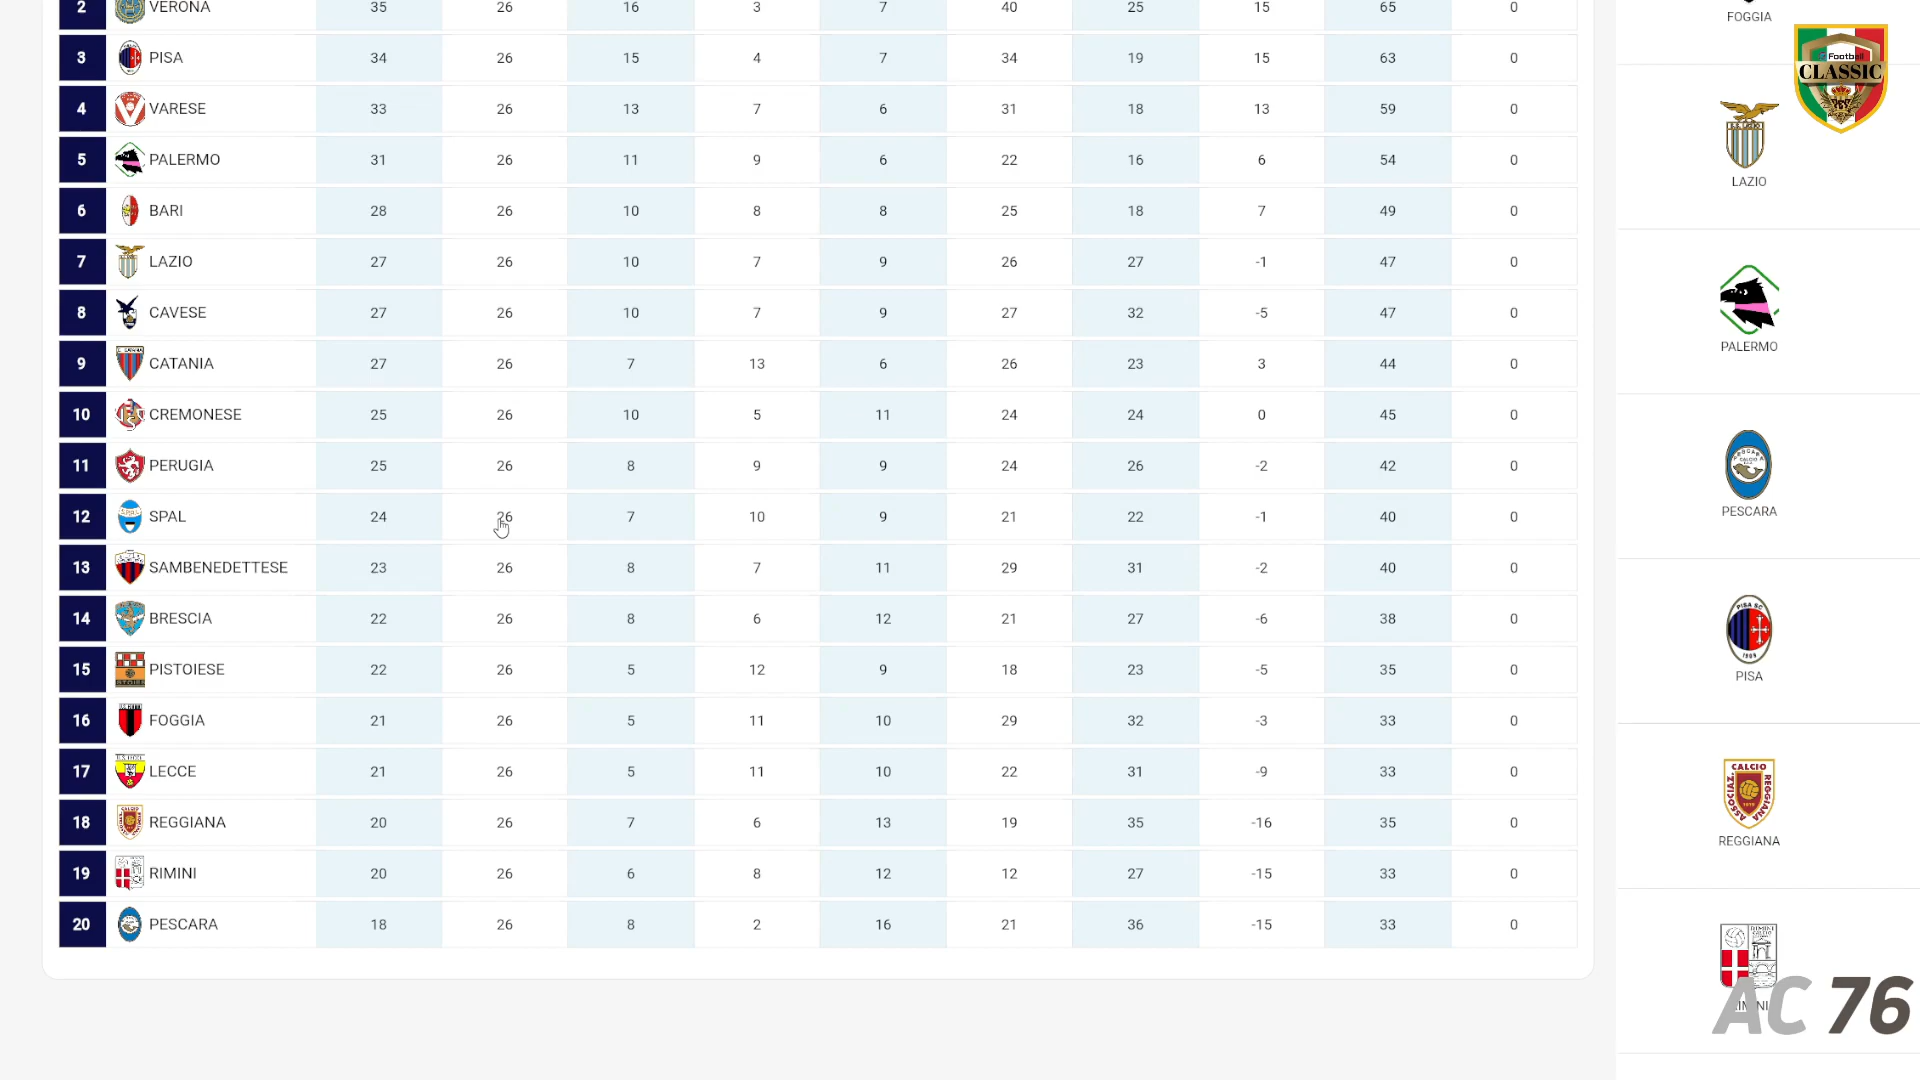 2 VERONA 35 26 16 3 7 40 25 15 65 0
3 PISA 34 26 15 4 7 34 19 15 63 0
4 VARESE 33 26 13 7 6 31 18 13 59 0
5 PALERMO 31 26 11 9 6 22 16 6 54 0
6 BARI 28 26 10 8 8 25 18 7 49 0
7 LAZIO 27 26 10 7 9 26 27 -1 47 0
8 CAVESE 27 26 10 7 9 27 32 -5 47 0
9 CATANIA 27 26 7 13 6 26 23 3 44 0
10 CREMONESE 25 26 10 5 11 24 24 0 45 0
11 PERUGIA 25 26 8 9 9 24 26 -2 42 0
12 SPAL 24 26 7 10 9 21 22 -1 40 0
13 SAMBENEDETTESE 23 26 8 7 11 29 31 -2 40 0
14 BRESCIA 22 26 8 6 12 21 27 -6 38 0
15 PISTOIESE 22 26 5 12 9 18 23 -5 35 0
16 FOGGIA 21 26 5 11 10 29 32 -3 33 0
17 LECCE 21 26 5 11 10 22 31 -9 33 0
18 REGGIANA 20 26 7 6 13 19 35 -16 35 0
19 RIMINI 20 26 6 8 12 12 27 -15 33 0
20 PESCARA 18 26 8 2 16 21 36 -15 33 0
FOGGIA
eFootball
CLASSIC
LAZIO
PALERMO
PESCARA
CALCIO
PESCARA
PISA SC
1909
PISA
CALCIO
ASSOCIAZ.
REGGIANA
1919
REGGIANA
RIMINI
CALCIO
AC 76